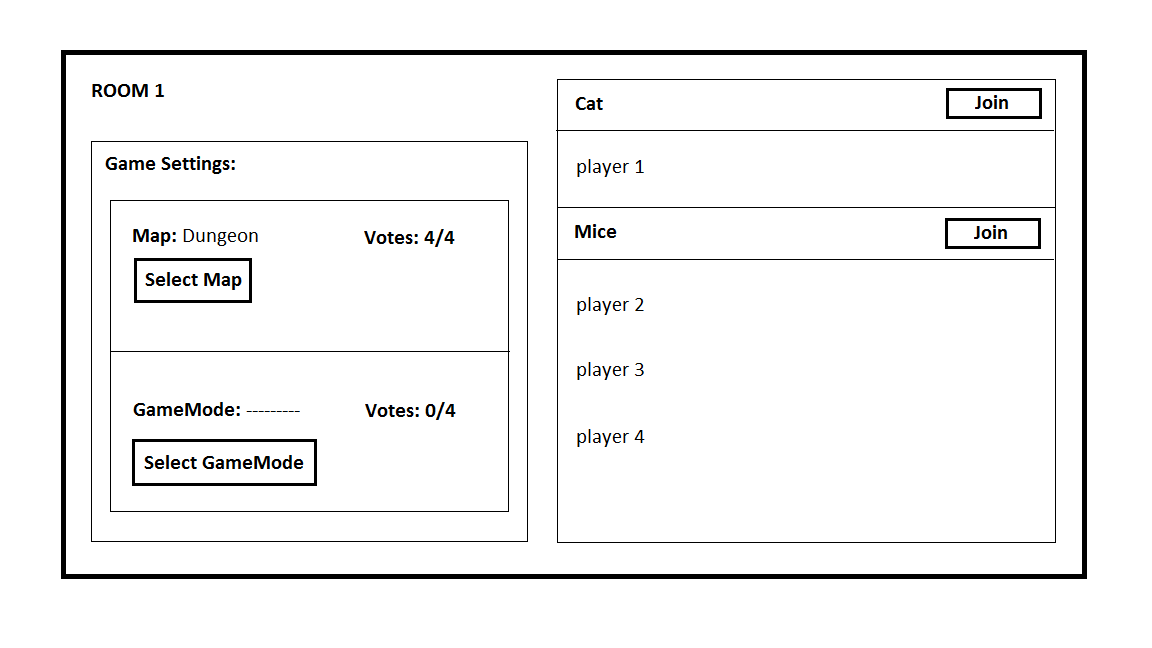 ROOM 1
Game Settings:
Map: Dungeon
Votes: 4/4
Select Map
GameMode: ---------
Votes: 0/4
Select GameMode
Cat
Join
player 1
Mice
Join
player 2
player 3
player 4